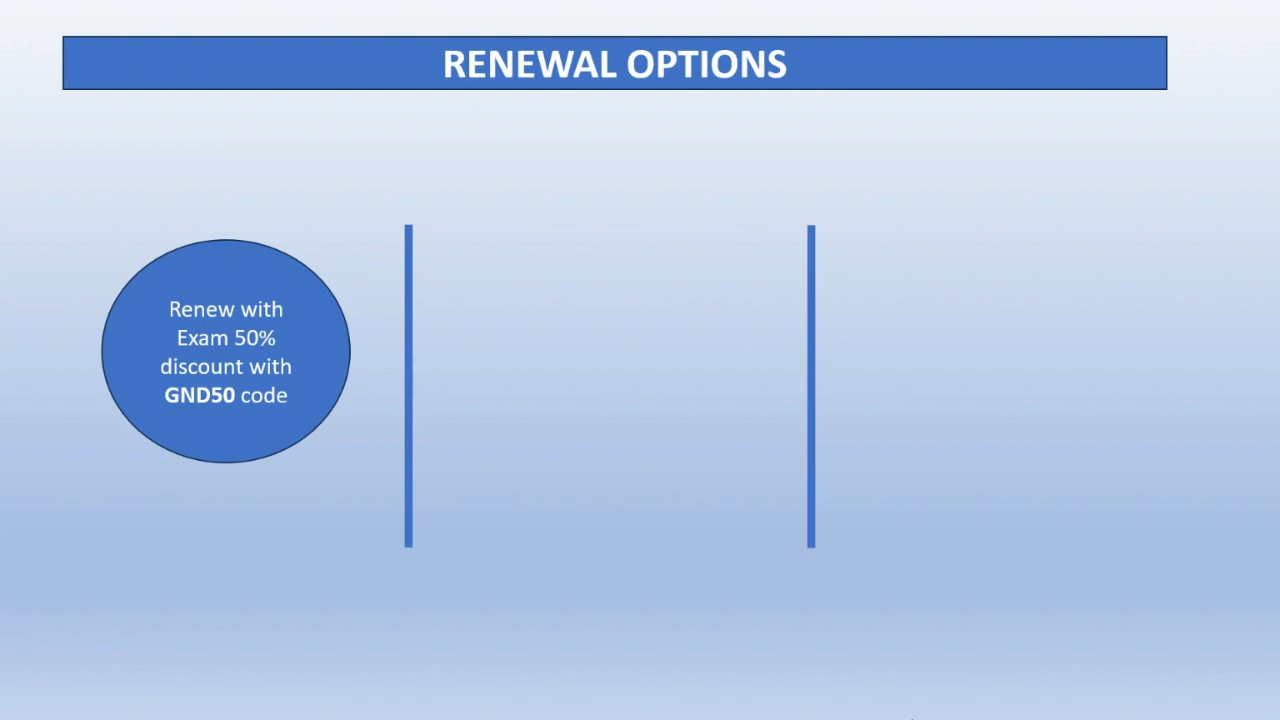 RENEWAL OPTIONS
Renew with
Exam 50%
discount with
GND50 code